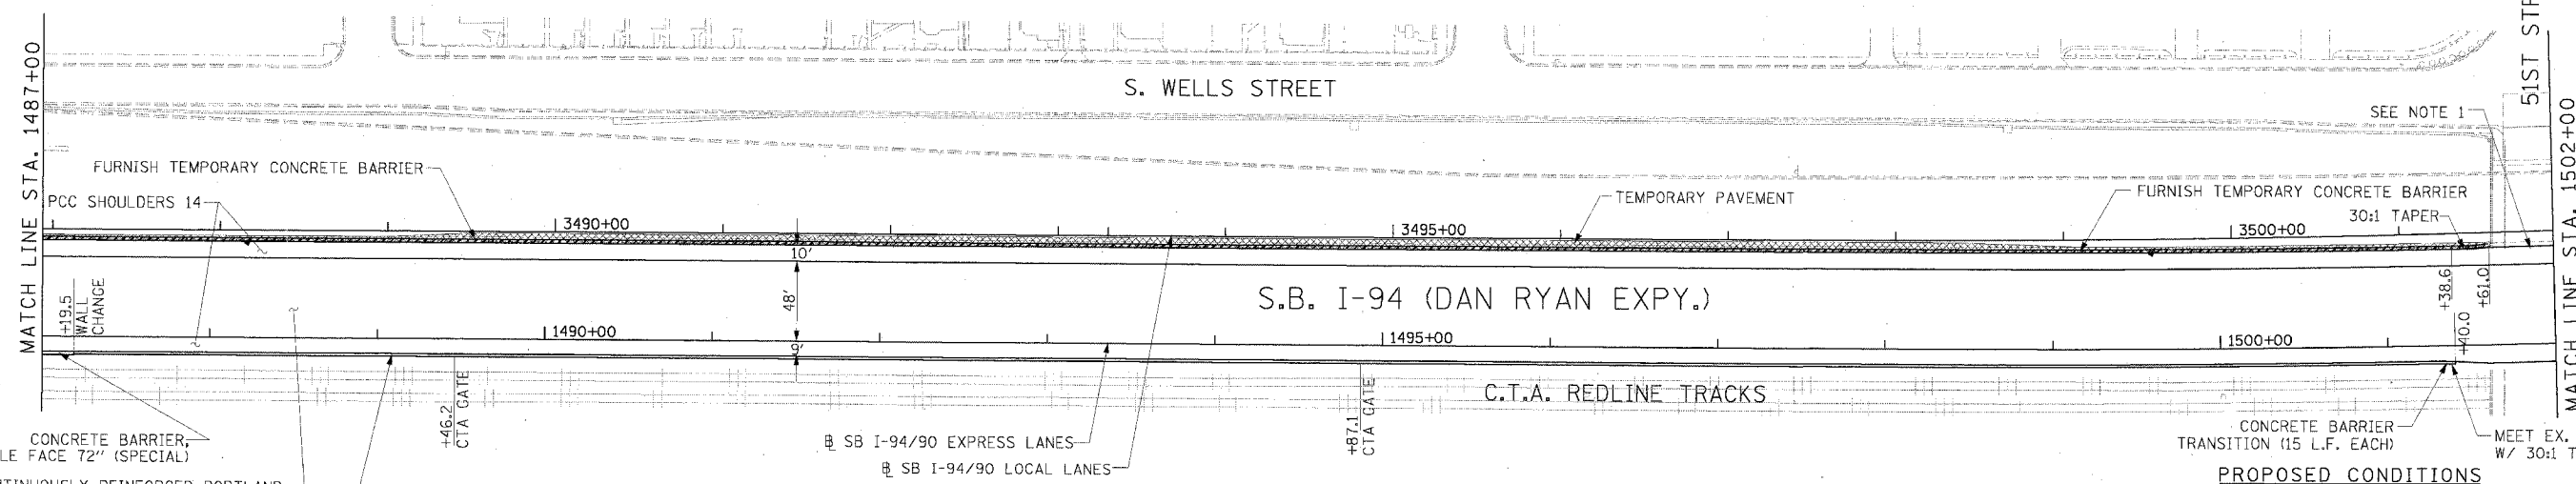 MATCH LINE STA. 1487+00
S. WELLS STREET
51ST
SEE NOTE 1
MATCH LINE STA. 1502+00
FURNISH TEMPORARY CONCRETE BARRIER
PCC SHOULDERS 14
TEMPORARY PAVEMENT
FURNISH TEMPORARY CONCRETE BARRIER
30:1 TAPER
3490+00
3495+00
3500+00
10'
48'
9'
S.B. I-94 (DAN RYAN EXPY.)
+19.5
WALL
CHANGE
+38.6
+61.0
+40.0
1490+00
1495+00
1500+00
C.T.A. REDLINE TRACKS
+46.2
CTA GATE
+87.1
CTA GATE
CONCRETE BARRIER,
LE FACE 72" (SPECIAL)
SB I-94/90 EXPRESS LANES
SB I-94/90 LOCAL LANES
CONCRETE BARRIER
TRANSITION (15 L.F. EACH)
MEET EX.
W/ 30:1 T
PROPOSED CONDITIONS